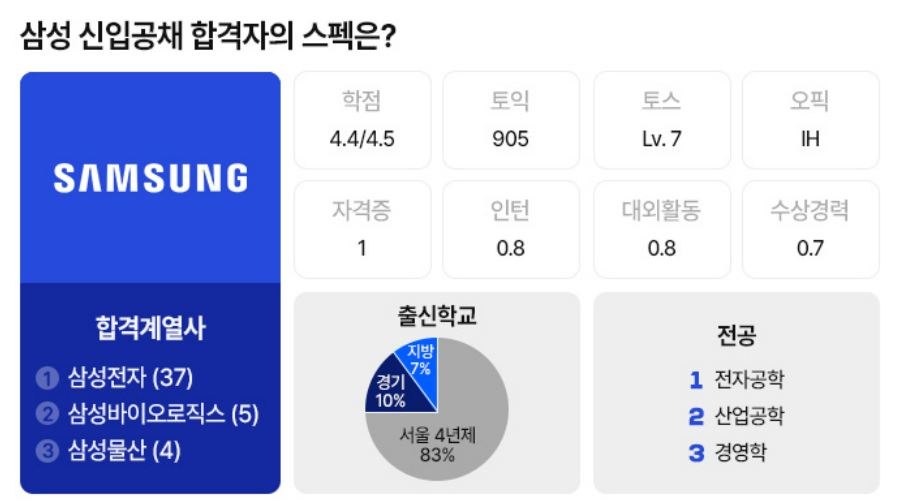 삼성 신입공채 합격자의 스펙은?
SAMSUNG
학점
4.4/4.5
토익
905
토스
Lv. 7
오픽
IH
자격증
1
인턴
0.8
대외활동
0.8
수상경력
0.7
합격계열사
1 삼성전자 (37)
2 삼성바이오로직스 (5)
3 삼성물산 (4)
출신학교
지방
7%
경기
10%
서울 4년제
83%
전공
1 전자공학
2 산업공학
3 경영학